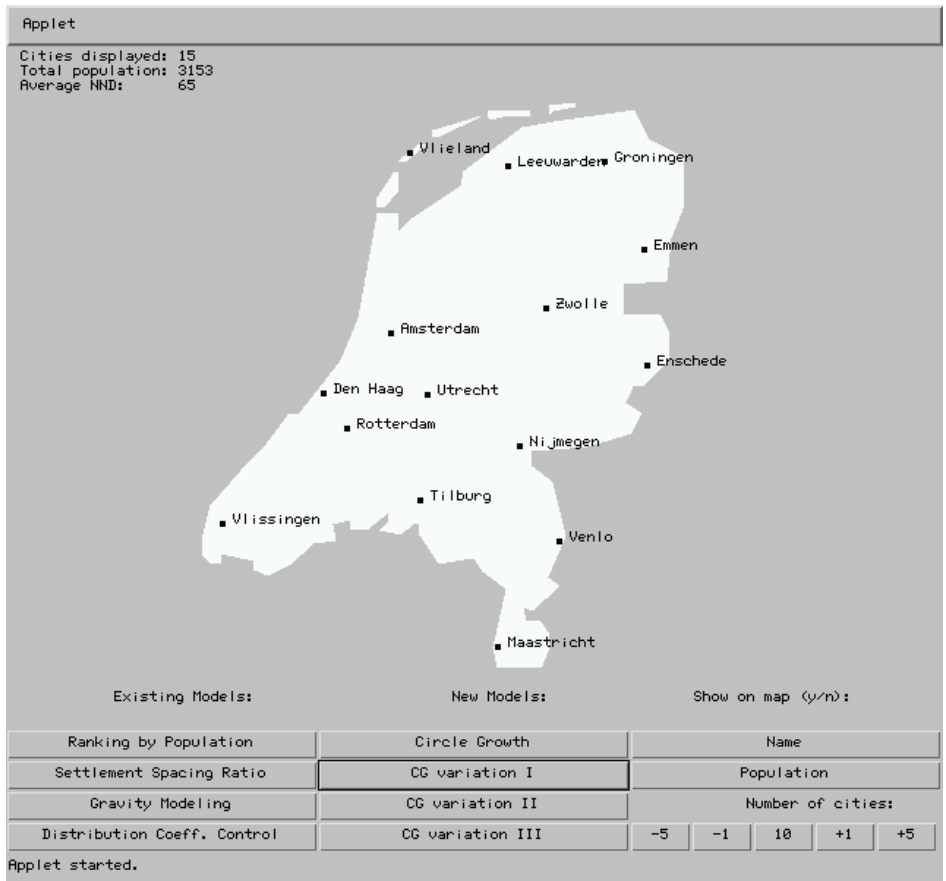 Applet
Cities displayed: 15
Total population: 3153
Average NND: 65
Vlieland
Leeuwarden
Groningen
Emmen
Zwolle
Amsterdam
Enschede
Den Haag
Utrecht
Rotterdam
Nijmegen
Tilburg
Vlissingen
Venlo
Maastricht
Existing Models: New Models: Show on map (y/n):
Ranking by Population Circle Growth Name
Settlement Spacing Ratio CG variation I Population
Gravity Modeling CG variation II Number of cities:
Distribution Coeff. Control CG variation III -5 -1 10 +1 +5
Applet started.